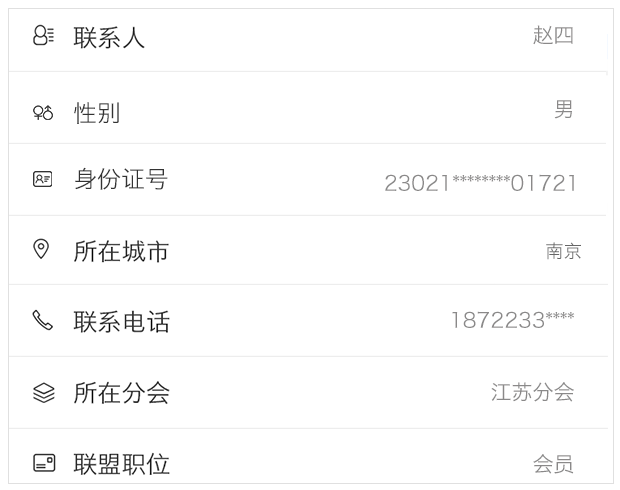 联系人 赵四
性别 男
身份证号 23021********01721
所在城市 南京
联系电话 1872233****
所在分会 江苏分会
联盟职位 会员